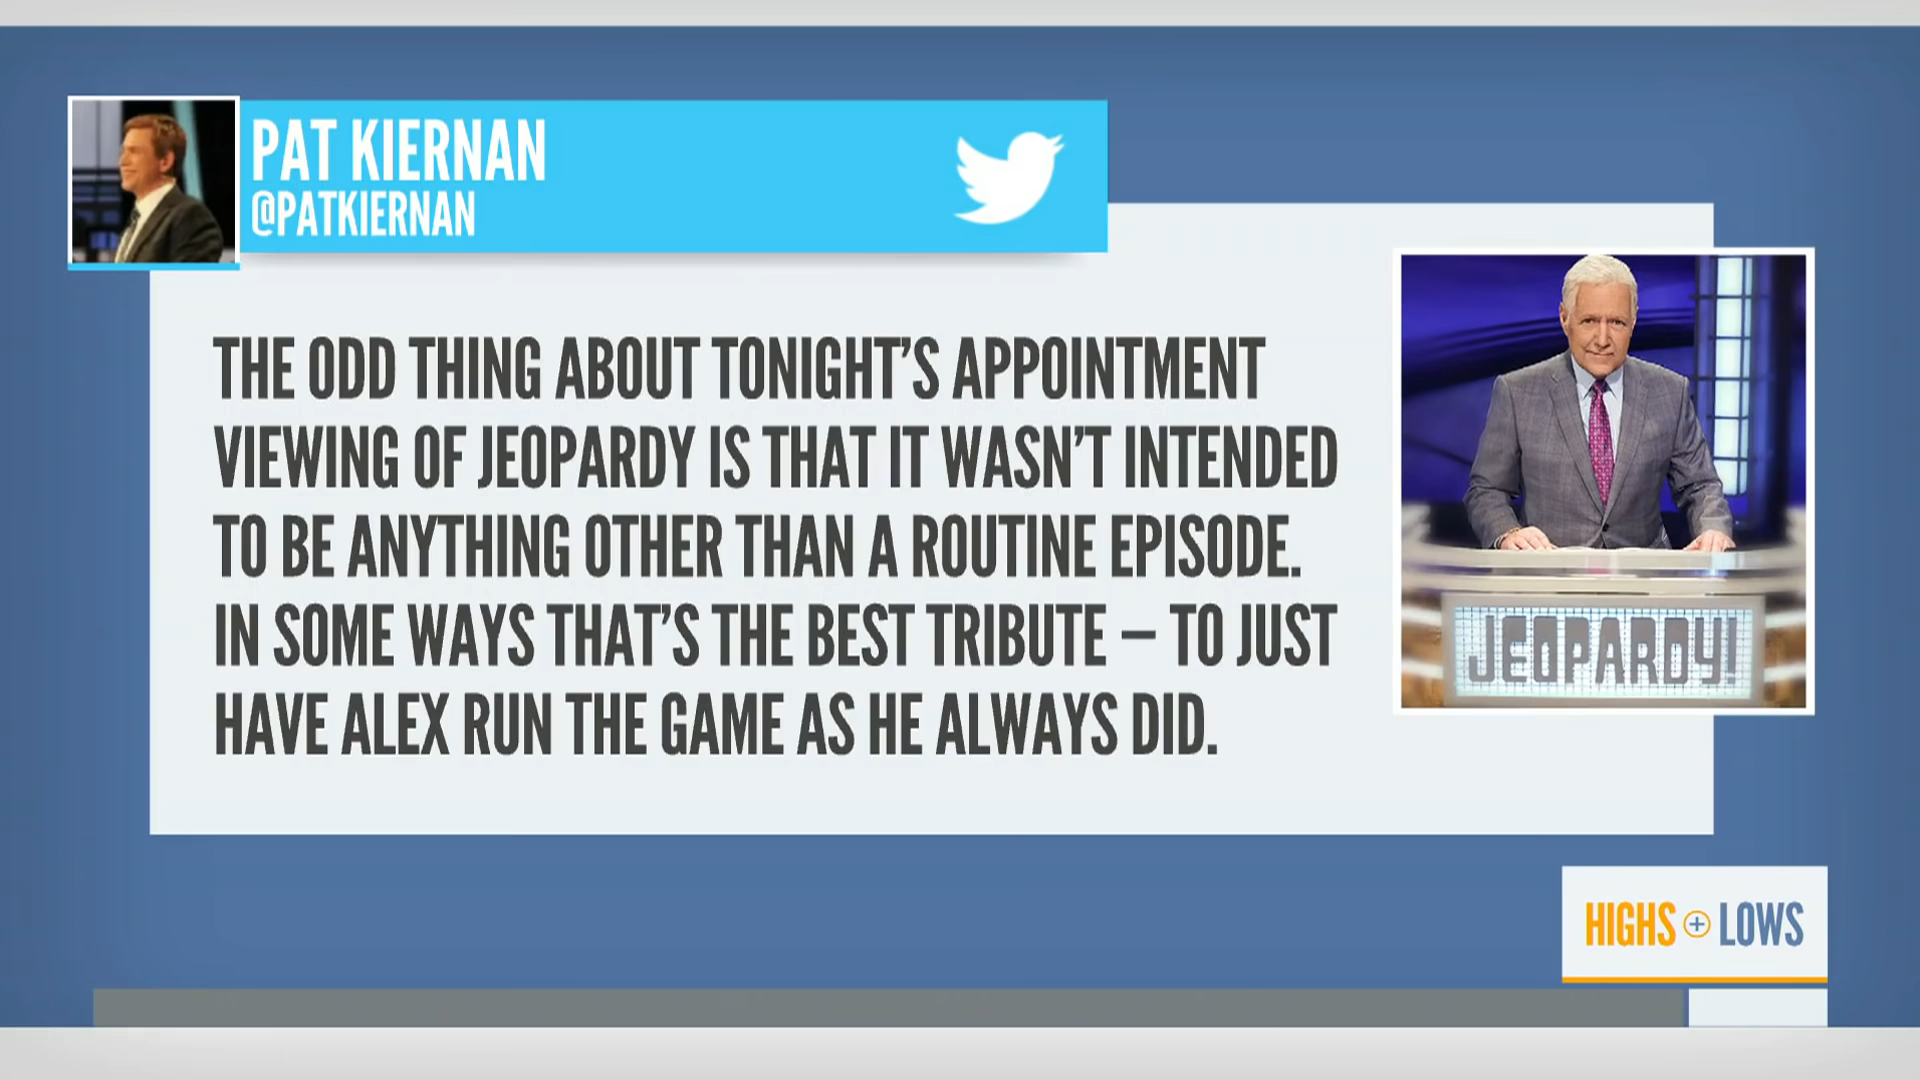 PAT KIERNAN
@PATKIERNAN
THE ODD THING ABOUT TONIGHT'S APPOINTMENT
VIEWING OF JEOPARDY IS THAT IT WASN'T INTENDED
TO BE ANYTHING OTHER THAN A ROUTINE EPISODE.
IN SOME WAYS THAT'S THE BEST TRIBUTE – TO JUST
HAVE ALEX RUN THE GAME AS HE ALWAYS DID.
JEOPARDY!
HIGHS + LOWS